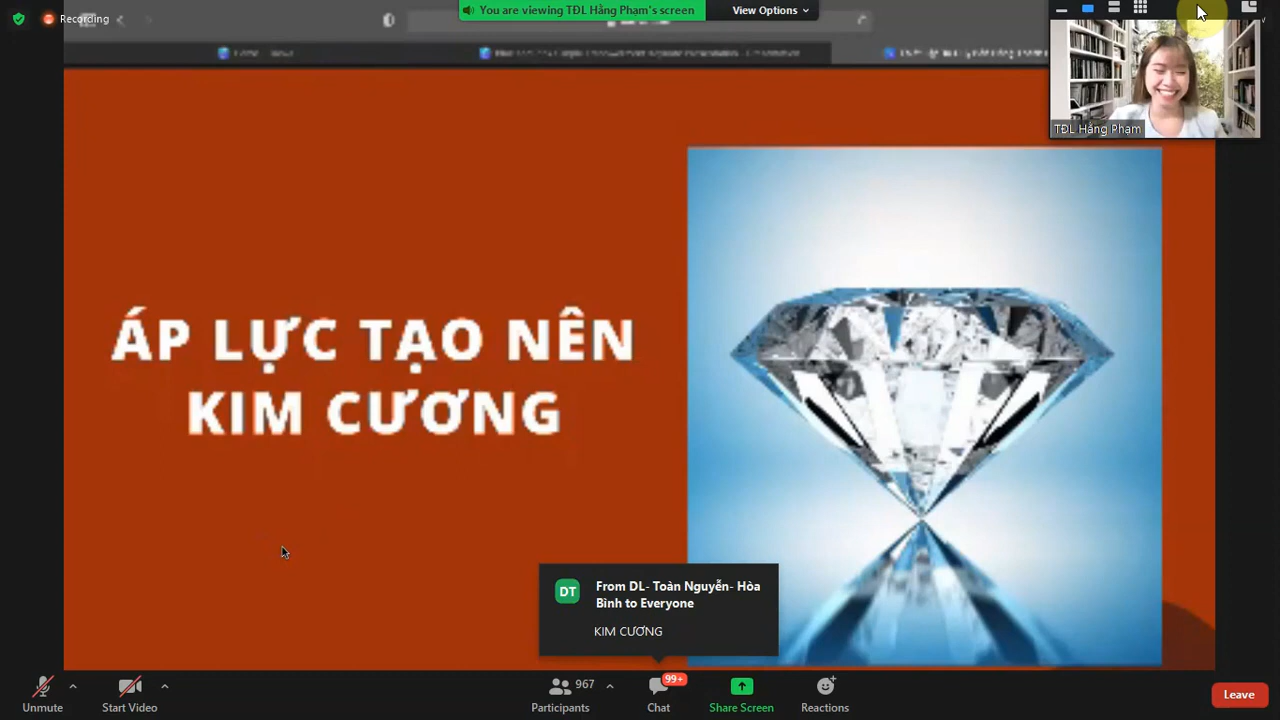 Recording
You are viewing TĐL Hằng Phạm's screen
View Options
TĐL Hằng Phạm
ÁP LỰC TẠO NÊN
KIM CƯƠNG
DT
From DL- Toàn Nguyễn- Hòa
Bình to Everyone
KIM CƯƠNG
Unmute
Start Video
967
Participants
99+
Chat
Share Screen
Reactions
Leave